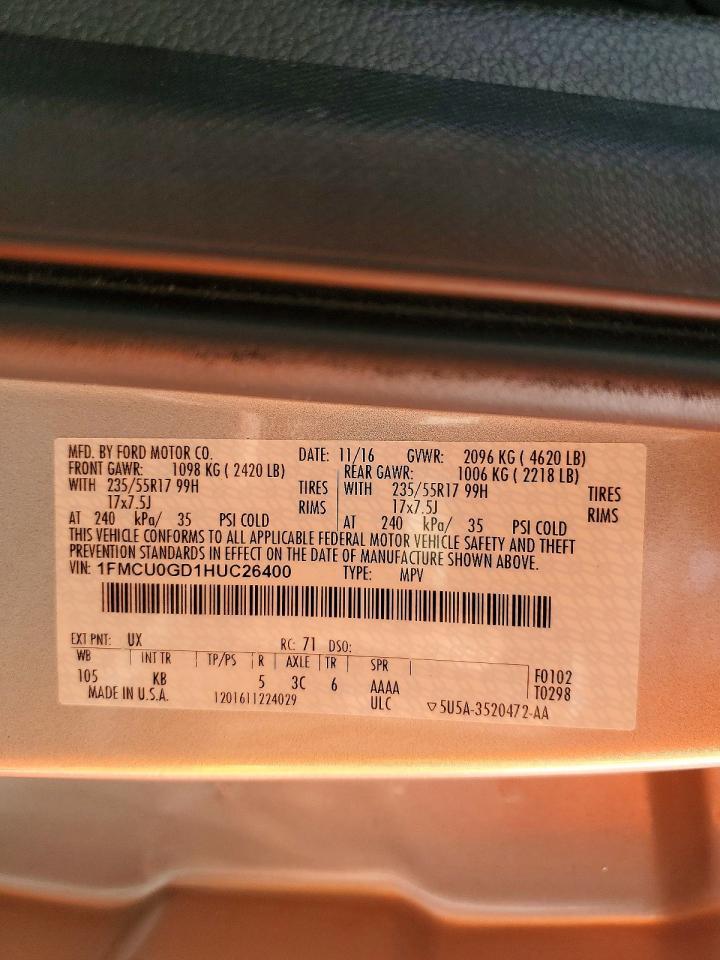 MFD. BY FORD MOTOR CO. DATE: 11/16 GVWR: 2096 KG ( 4620 LB)
FRONT GAWR: 1098 KG ( 2420 LB) REAR GAWR: 1006 KG ( 2218 LB)
WITH 235/55R17 99H TIRES WITH 235/55R17 99H TIRES
17x7.5J RIMS 17x7.5J RIMS
AT 240 kPa/ 35 PSI COLD AT 240 kPa/ 35 PSI COLD
THIS VEHICLE CONFORMS TO ALL APPLICABLE FEDERAL MOTOR VEHICLE SAFETY AND THEFT
PREVENTION STANDARDS IN EFFECT ON THE DATE OF MANUFACTURE SHOWN ABOVE.
VIN: 1FMCU0GD1HUC26400 TYPE: MPV
EXT PNT: UX RC: 71 DSO:
WB INT TR TP/PS R AXLE TR SPR
105 KB 5 3C 6 AAAA F0102
MADE IN U.S.A. 1201611224029 ULC T0298
▽5U5A-3520472-AA